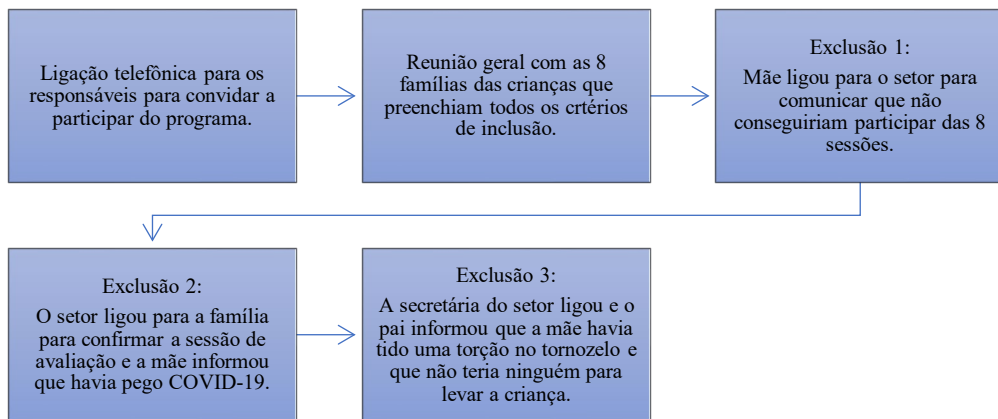 Ligação telefônica para os
responsáveis para convidar a
participar do programa.
Reunião geral com as 8
famílias das crianças que
preenchiam todos os crtérios
de inclusão.
Exclusão 1:
Mãe ligou para o setor para
comunicar que não
conseguiriam participar das 8
sessões.
Exclusão 2:
O setor ligou para a família
para confirmar a sessão de
avaliação e a mãe informou
que havia pego COVID-19.
Exclusão 3:
A secretária do setor ligou e o
pai informou que a mãe havia
tido uma torção no tornozelo e
que não teria ninguém para
levar a criança.